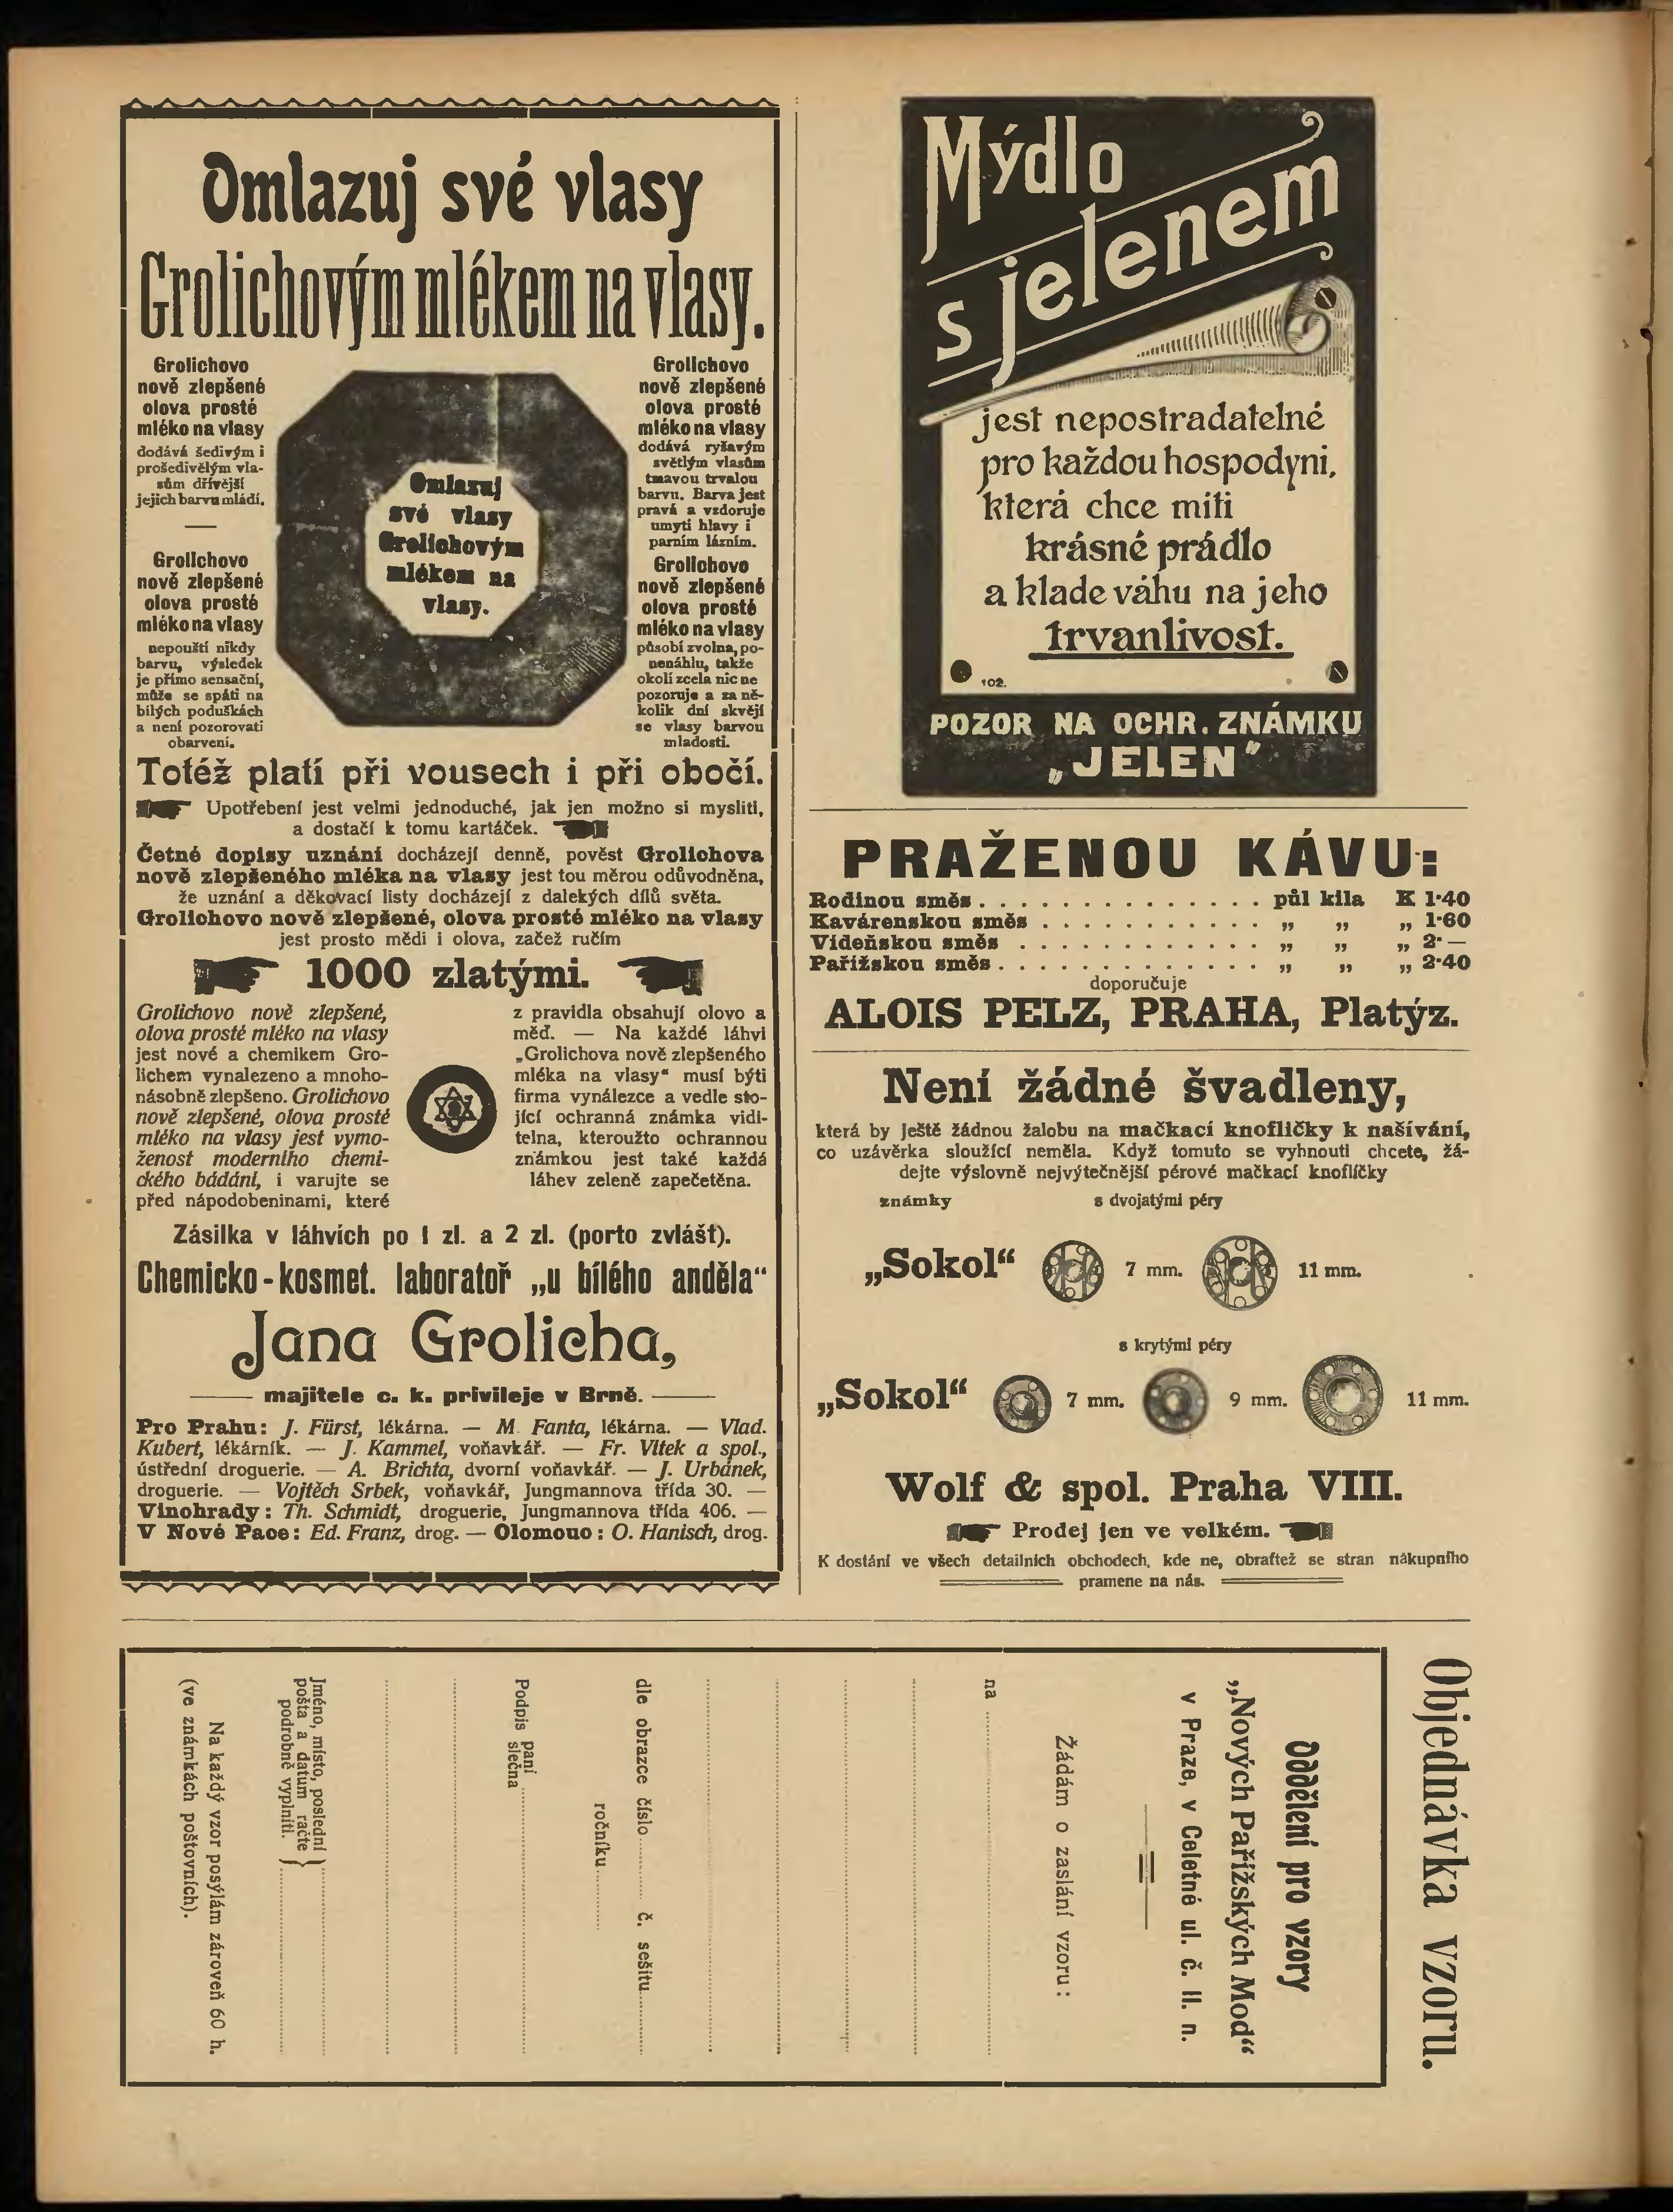 Omlazuj své vlasy
Grolichovým mlékem na vlasy.
Grolichovo
nově zlepšené
olova prosté
mléko na vlasy
dodává šedivým i
prošedivělým vla-
sům dřívější
jejich barvu mládí.
Grolichovo
nově zlepšené
olova prosté
mléko na vlasy
nepouští nikdy
barvu, výsledek
je přímo sensační,
může se spáti na
bílých poduškách
a není pozorovati
obarvení.
Omlazuj
své vlasy
Grolichovým
mlékem na
vlasy.
Grolichovo
nově zlepšené
olova prosté
mléko na vlasy
dodává ryšavým
světlým vlasům
tmavou trvalou
barvu. Barva jest
pravá a vzdoruje
umytí hlavy i
parním lázním.
Grolichovo
nově zlepšené
olova prosté
mléko na vlasy
působí zvolna, po-
nenáhlu, takže
okolí zcela nic ne
pozoruje a za ně-
kolik dní skvějí
se vlasy barvou
mladosti.
Totéž platí při vousech i při obočí.
Upotřebení jest velmi jednoduché, jak jen možno si mysliti,
a dostačí k tomu kartáček.
Četné dopisy uznání docházejí denně, pověst Grolichova
nově zlepšeného mléka na vlasy jest tou měrou odůvodněna,
že uznání a děkovací listy docházejí z dalekých dílů světa.
Grolichovo nově zlepšené, olova prosté mléko na vlasy
jest prosto mědi i olova, začež ručím
1000 zlatými.
Grolichovo nově zlepšené,
olova prosté mléko na vlasy
jest nové a chemikem Gro-
lichem vynalezeno a mnoho-
násobně zlepšeno. Grolichovo
nově zlepšené, olova prosté
mléko na vlasy jest vymo-
ženost moderního chemi-
ckého bádání, i varujte se
před nápodobeninami, které
z pravidla obsahují olovo a
měď. — Na každé láhvi
„Grolichova nově zlepšeného
mléka na vlasy“ musí býti
firma vynálezce a vedle sto-
jící ochranná známka vidi-
telna, kteroužto ochrannou
známkou jest také každá
láhev zeleně zapečetěna.
Zásilka v láhvích po 1 zl. a 2 zl. (porto zvlášť).
Chemicko-kosmet. laboratoř „u bílého anděla“
Jana Grolicha,
majitele c. k. privileje v Brně.
Pro Prahu: J. Fürst, lékárna. — M. Fanta, lékárna. — Vlad.
Kubert, lékárník. — J. Kammel, voňavkář. — Fr. Vitek a spol.,
ústřední droguerie. — A. Brichta, dvorní voňavkář. — J. Urbánek,
droguerie. — Vojtěch Srbek, voňavkář, Jungmannova třída 30. —
Vinohrady: Th. Schmidt, droguerie, Jungmannova třída 406. —
V Nové Pace: Ed. Franz, drog. — Olomouc: O. Hanisch, drog.
Mýdlo
s jelenem
jest nepostradatelné
pro každou hospodyni,
která chce míti
krásné prádlo
a klade váhu na jeho
trvanlivost.
102.
POZOR NA OCHR. ZNÁMKU
„JELEN“
PRAŽENOU KÁVU:
Rodinou směs . . . . . . . . . . . . . . půl kila K 1·40
Kavárenskou směs . . . . . . . . . . . „ „ „ 1·60
Vídeňskou směs . . . . . . . . . . . . „ „ „ 2·—
Pařížskou směs . . . . . . . . . . . . . „ „ „ 2·40
doporučuje
ALOIS PELZ, PRAHA, Platýz.
Není žádné švadleny,
která by ještě žádnou žalobu na mačkací knoflíčky k našívání,
co uzávěrka sloužící neměla. Když tomuto se vyhnouti chcete, žá-
dejte výslovně nejvýtečnější pérové mačkací knoflíčky
známky s dvojatými péry
„Sokol“ 7 mm. 11 mm.
s krytými péry
„Sokol“ 7 mm. 9 mm. 11 mm.
Wolf & spol. Praha VIII.
Prodej jen ve velkém.
K dostání ve všech detailních obchodech, kde ne, obraťtež se stran nákupního
pramene na nás.
Objednávka vzoru.
Oddělení pro vzory
„Nových Pařížských Mod“
v Praze, v Celetné ul. č. 11. n.
Žádám o zaslání vzoru:
na
dle obrazce číslo č. sešitu
ročníku
Podpis paní
slečna
Jméno, místo, poslední
pošta a datum račte
podrobně vyplniti.
Na každý vzor posýlám zároveň 60 h.
(ve známkách poštovních).